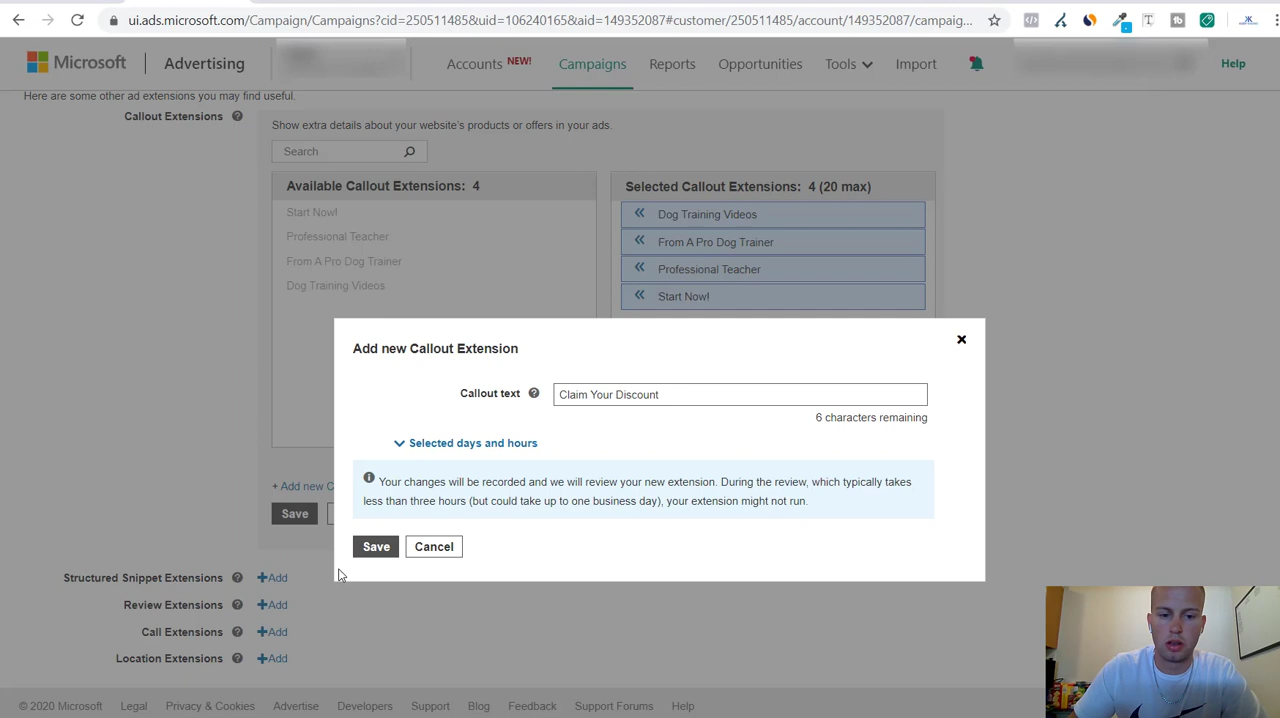 ui.ads.microsoft.com/Campaign/Campaigns?cid=250511485&uid=106240165&aid=149352087#customer/250511485/account/149352087/campaig...
Microsoft Advertising Accounts NEW! Campaigns Reports Opportunities Tools Import Help
Here are some other ad extensions you may find useful.
Callout Extensions
Show extra details about your website's products or offers in your ads.
Search
Available Callout Extensions: 4
Start Now!
Professional Teacher
From A Pro Dog Trainer
Dog Training Videos
Selected Callout Extensions: 4 (20 max)
Dog Training Videos
From A Pro Dog Trainer
Professional Teacher
Start Now!
Add new Callout Extension
Callout text Claim Your Discount
6 characters remaining
Selected days and hours
Your changes will be recorded and we will review your new extension. During the review, which typically takes
less than three hours (but could take up to one business day), your extension might not run.
Save Cancel
+ Add new C
Save
Structured Snippet Extensions +Add
Review Extensions +Add
Call Extensions +Add
Location Extensions +Add
© 2020 Microsoft Legal Privacy & Cookies Advertise Developers Support Blog Feedback Support Forums Help